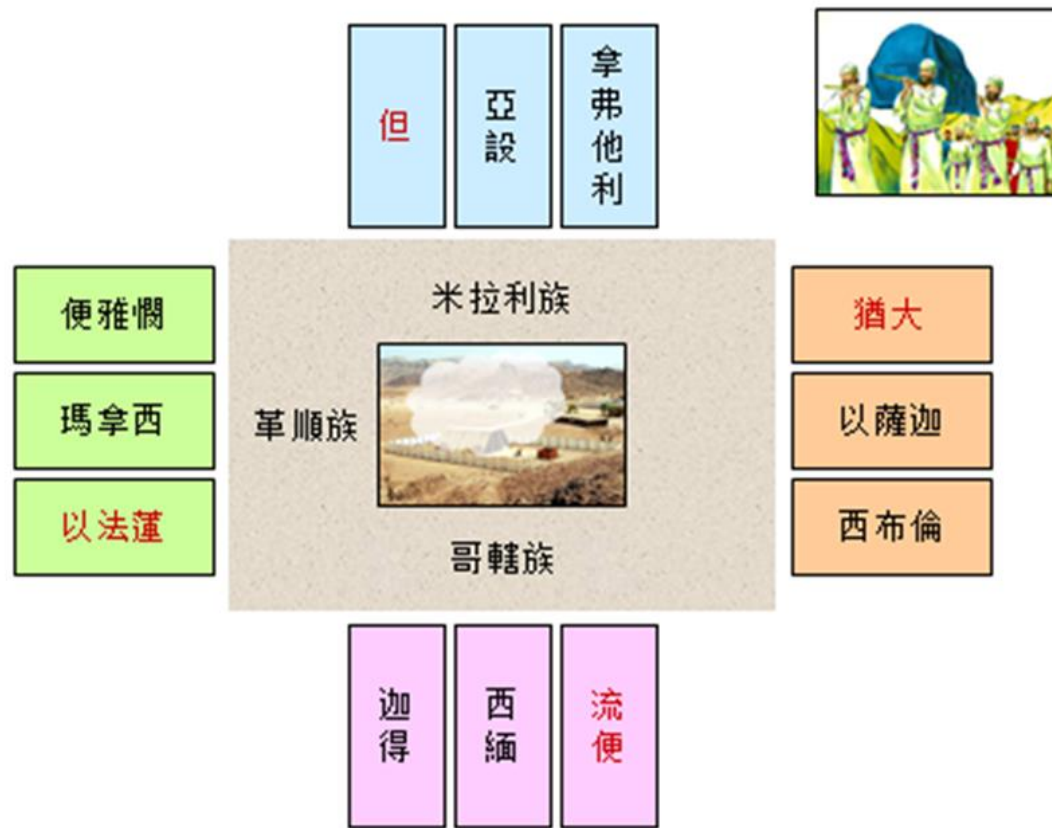 但
亞設
拿弗他利
米拉利族
便雅憫
猶大
瑪拿西
革順族
以薩迦
以法蓮
哥轄族
西布倫
迦得
西緬
流便